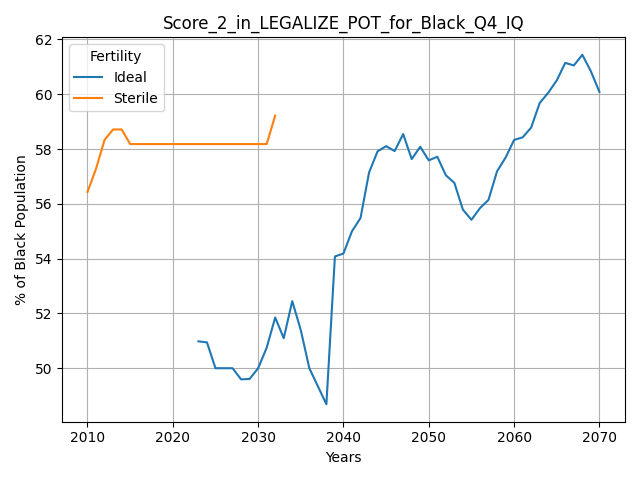 Score_2_in_LEGALIZE_POT_for_Black_Q4_IQ
Fertility
Ideal
Sterile
% of Black Population
62
60
58
56
54
52
50
2010 2020 2030 2040 2050 2060 2070
Years